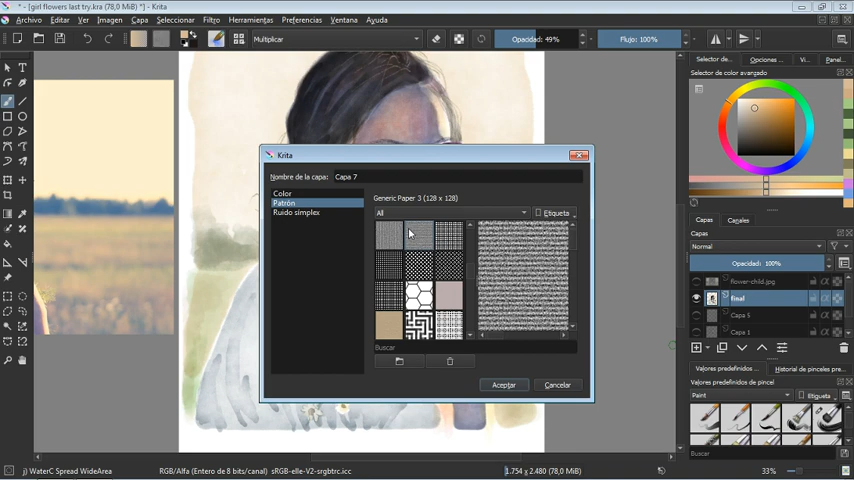 * [girl flowers last try.kra (78,0 MiB) *] - Krita
Archivo Editar Ver Imagen Capa Seleccionar Filtro Herramientas Preferencias Ventana Ayuda
Multiplicar
Opacidad: 49%
Flujo: 100%
Selector de...
Opciones ...
Vi...
Panel...
Selector de color avanzado
Krita
Nombre de la capa: Capa 7
Color
Patrón
Ruido simplex
Generic Paper 3 (128 x 128)
All
Etiqueta
Buscar
Aceptar
Cancelar
Capas
Canales
Capas
Normal
Opacidad: 100%
flower-child.jpg
final
Capa 5
Capa 1
Valores predefinidos ...
Historial de pinceles pre...
Valores predefinidos de pincel
Paint
Etiqueta
Buscar
j) WaterC Spread WideArea
RGB/Alfa (Entero de 8 bits/canal) sRGB-elle-V2-srgbtrc.icc
1.754 x 2.480 (78,0 MiB)
33%